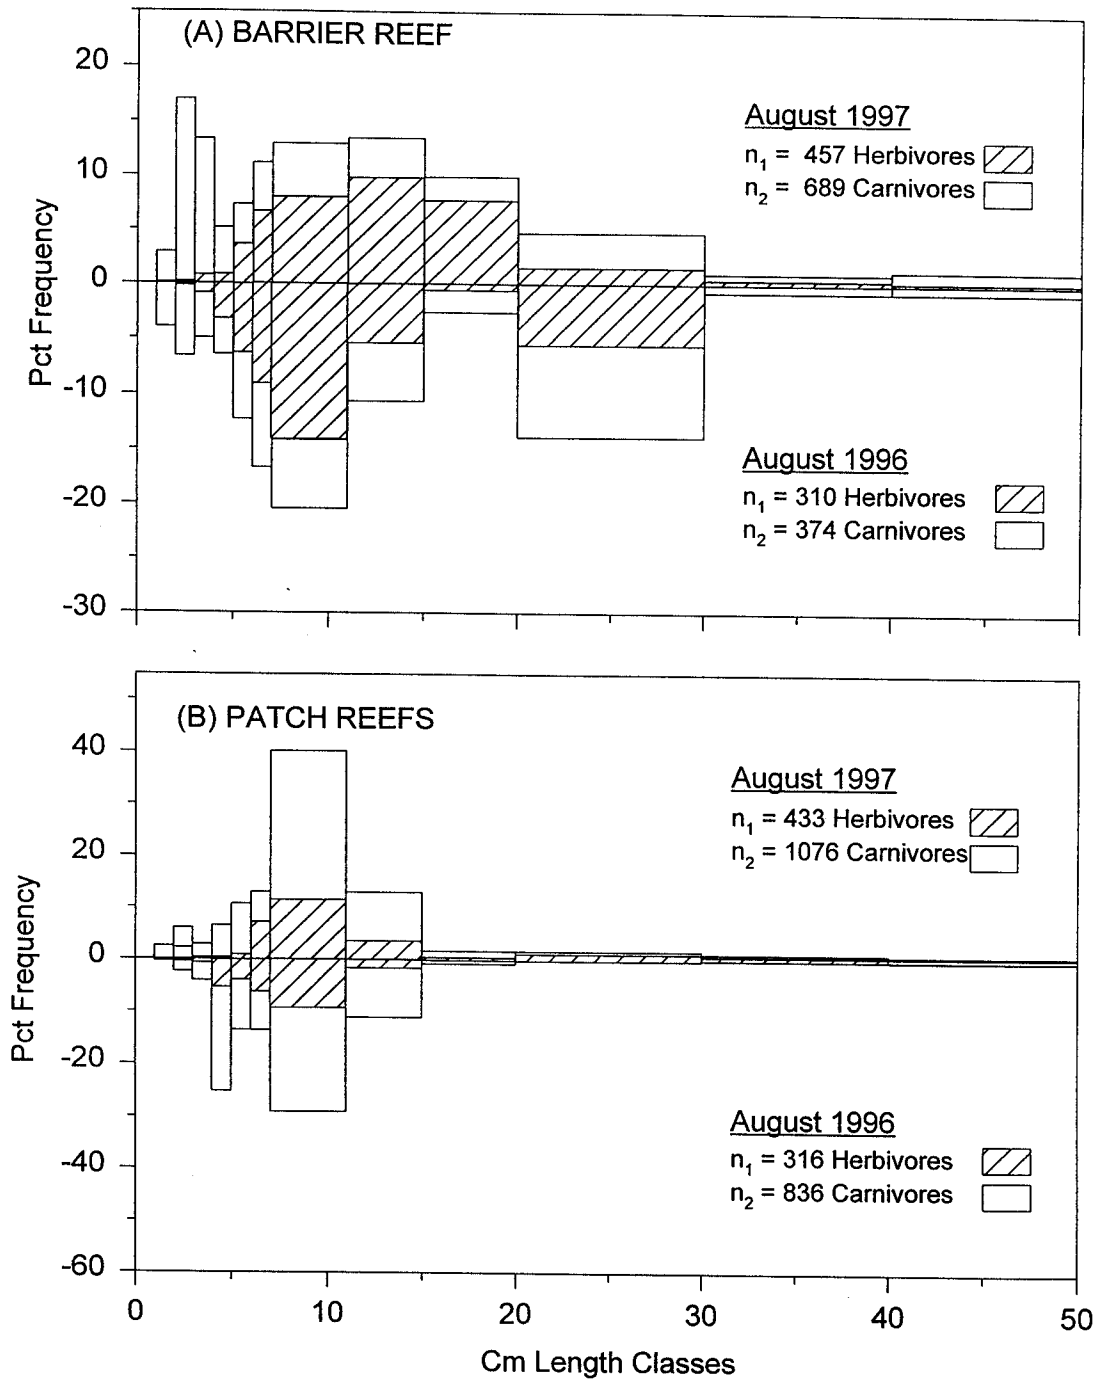 (A) BARRIER REEF
20
10
0
-10
-20
-30
Pct Frequency
August 1997
n1 = 457 Herbivores
n2 = 689 Carnivores
August 1996
n1 = 310 Herbivores
n2 = 374 Carnivores
(B) PATCH REEFS
40
20
0
-20
-40
-60
Pct Frequency
August 1997
n1 = 433 Herbivores
n2 = 1076 Carnivores
August 1996
n1 = 316 Herbivores
n2 = 836 Carnivores
0 10 20 30 40 50
Cm Length Classes